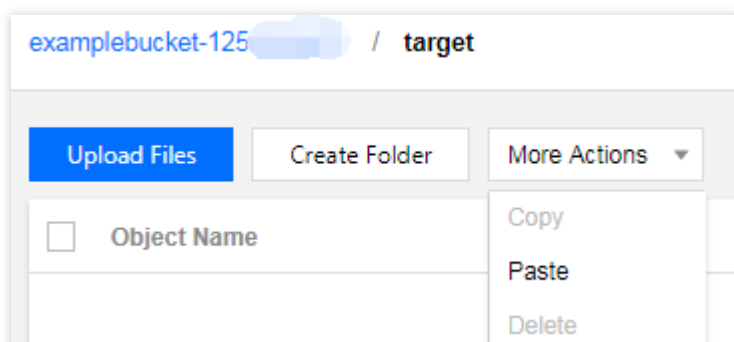 examplebucket-125 / target
Upload Files Create Folder More Actions
Object Name
Copy
Paste
Delete